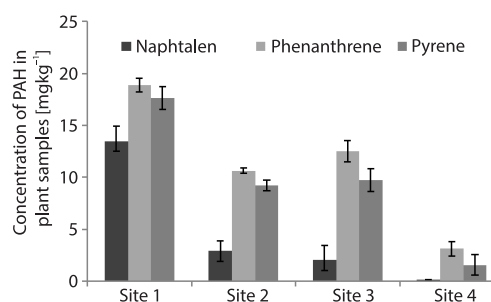 Concentration of PAH in
plant samples [mgkg⁻¹]
25
20
15
10
5
0
Naphtalen Phenanthrene Pyrene
Site 1 Site 2 Site 3 Site 4